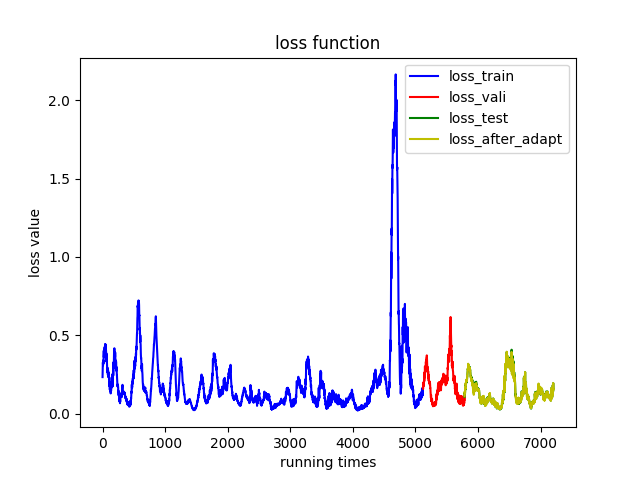 loss function
loss_train
loss_vali
loss_test
loss_after_adapt
2.0
1.5
1.0
0.5
0.0
loss value
0 1000 2000 3000 4000 5000 6000 7000
running times